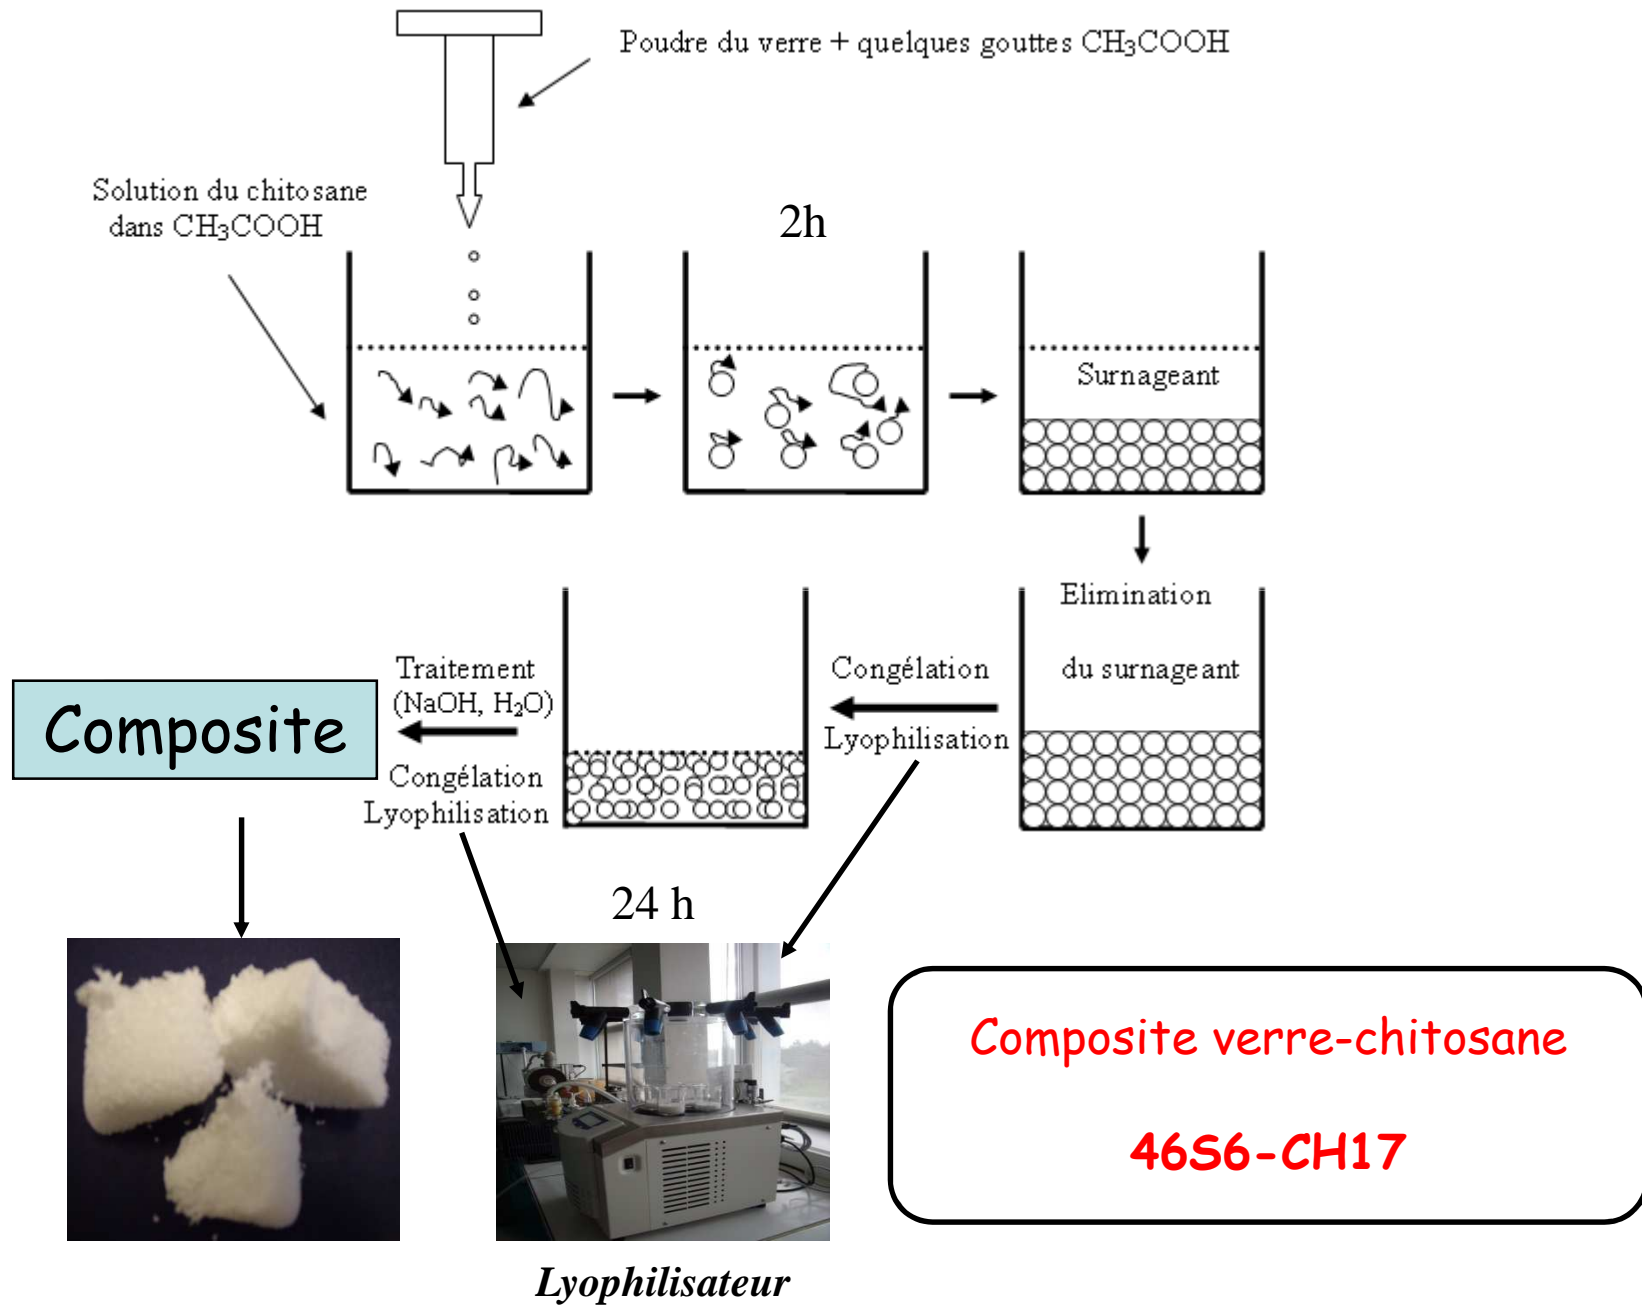 Poudre du verre + quelques gouttes CH₃COOH
Solution du chitosane
dans CH₃COOH
2h
Surnageant
Elimination
du surnageant
Congélation
Lyophilisation
Traitement
(NaOH, H₂O)
Congélation
Lyophilisation
Composite
24 h
Lyophilisateur
Composite verre-chitosane
46S6-CH17